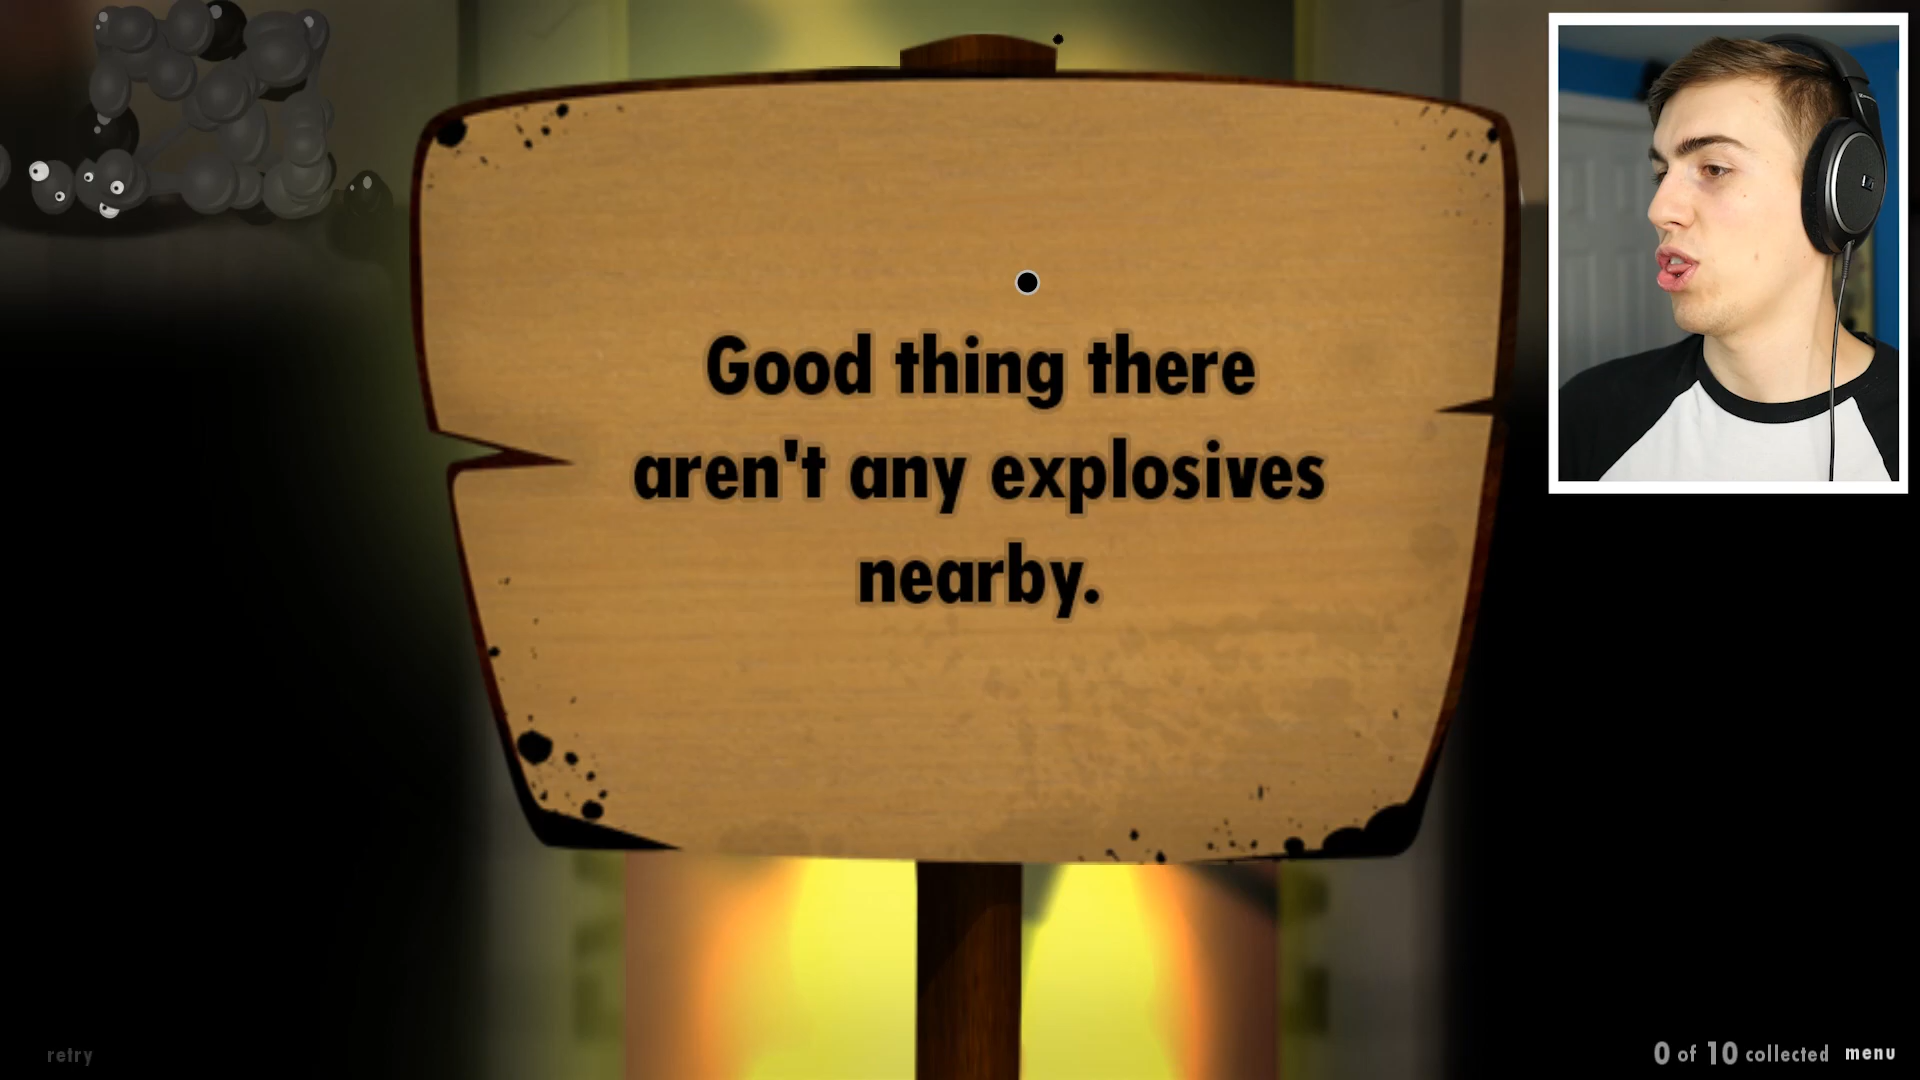 Good thing there
aren't any explosives
nearby.
retry
0 of 10 collected menu